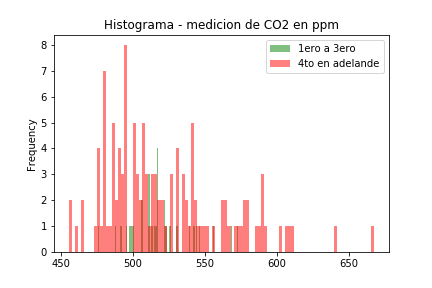 Histograma - medicion de CO2 en ppm
1ero a 3ero
4to en adelande
Frequency
8
7
6
5
4
3
2
1
0
450 500 550 600 650